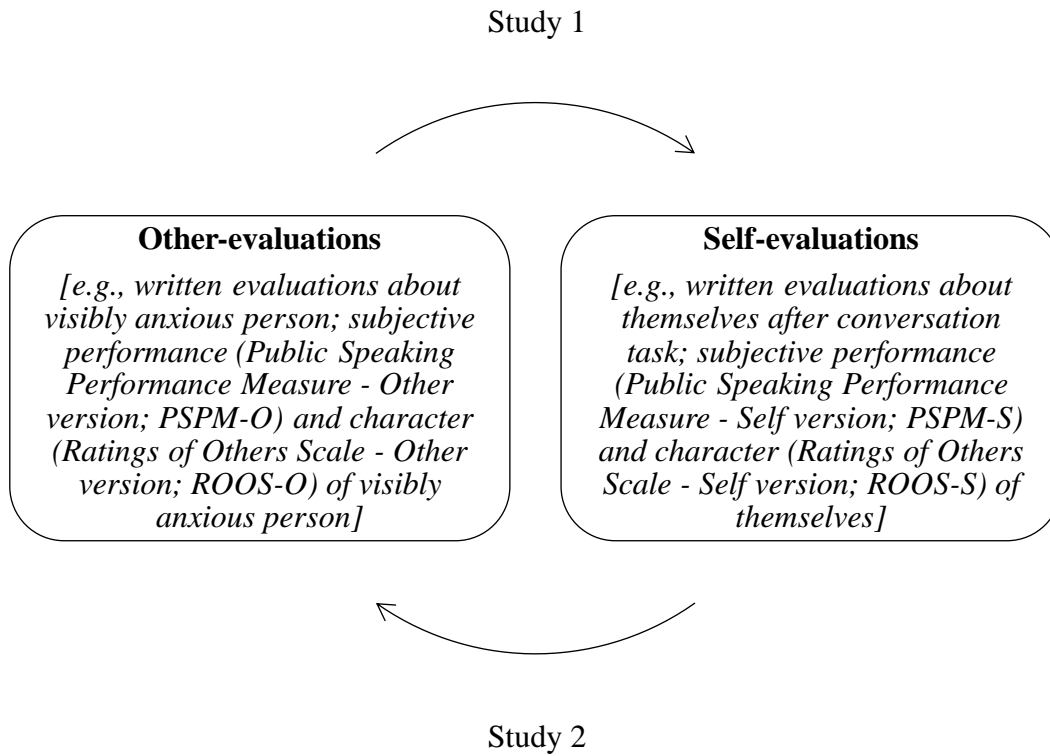 Study 1
Other-evaluations
[e.g., written evaluations about
visibly anxious person; subjective
performance (Public Speaking
Performance Measure - Other
version; PSPM-O) and character
(Ratings of Others Scale - Other
version; ROOS-O) of visibly
anxious person]
Self-evaluations
[e.g., written evaluations about
themselves after conversation
task; subjective performance
(Public Speaking Performance
Measure - Self version; PSPM-S)
and character (Ratings of Others
Scale - Self version; ROOS-S) of
themselves]
Study 2